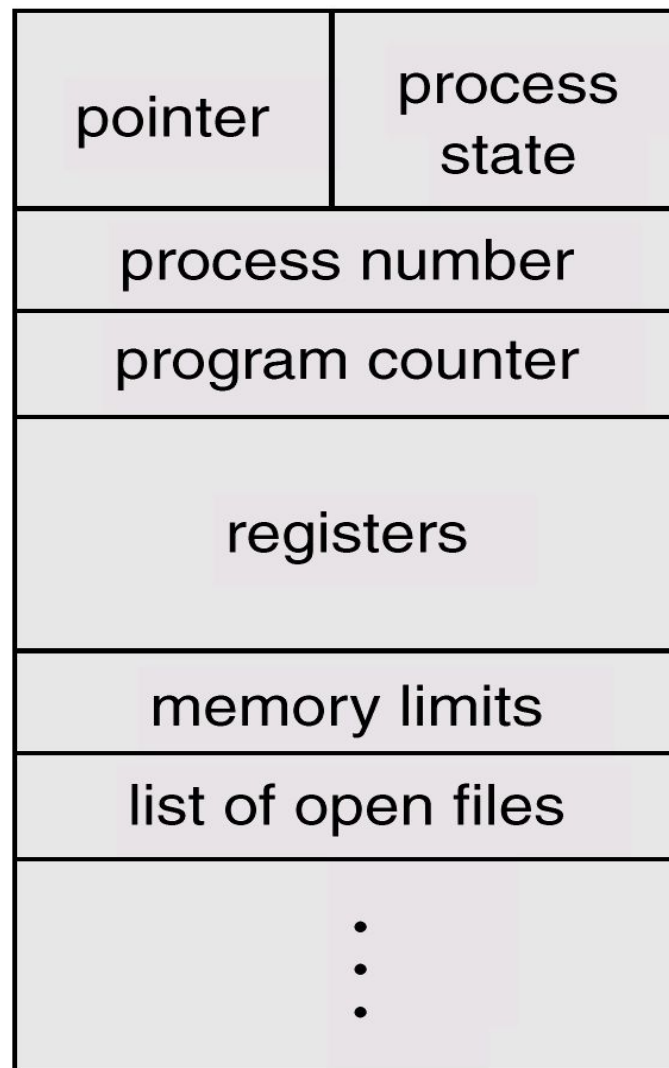 pointer
process
state
process number
program counter
registers
memory limits
list of open files